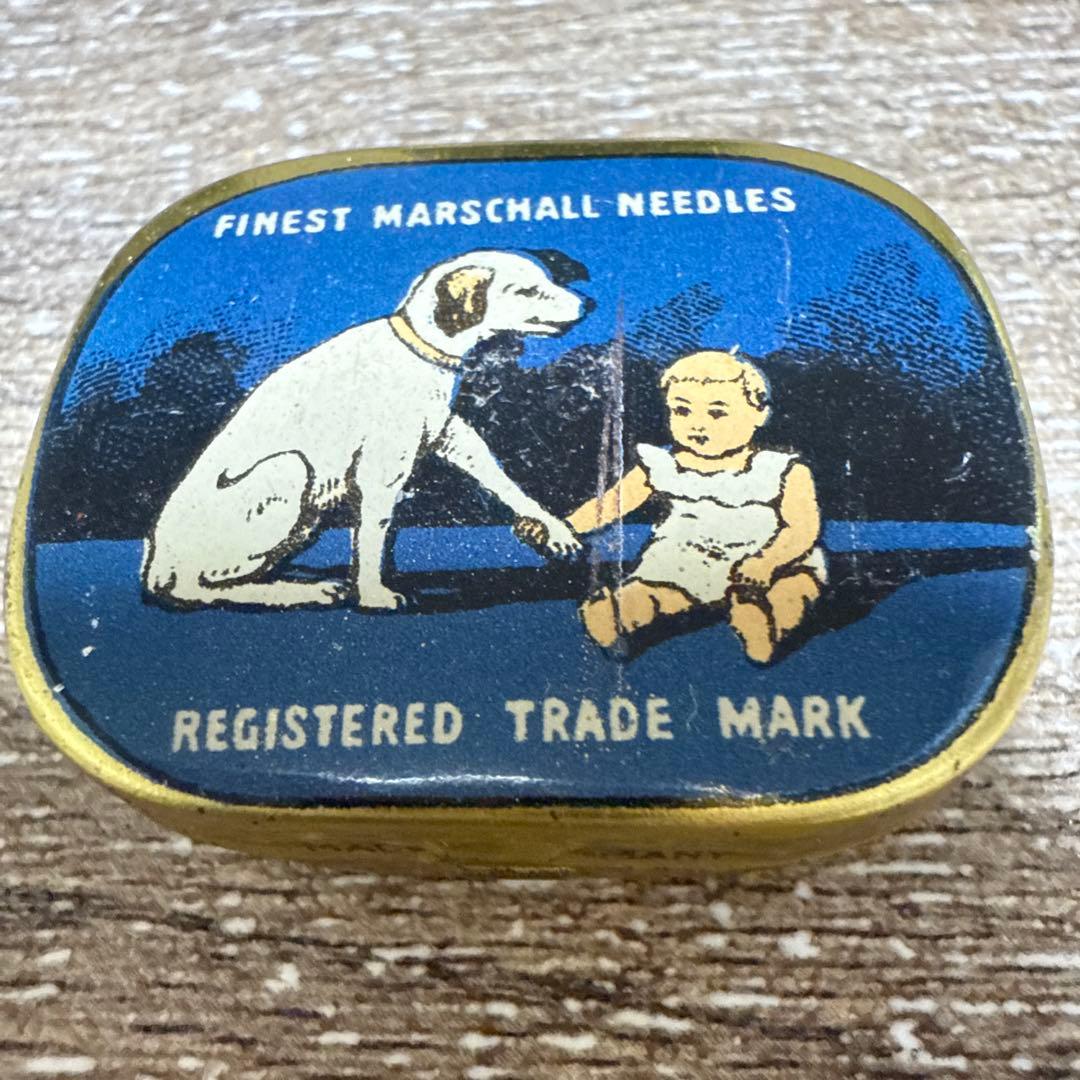 FINEST MARSCHALL NEEDLES
REGISTERED TRADE MARK